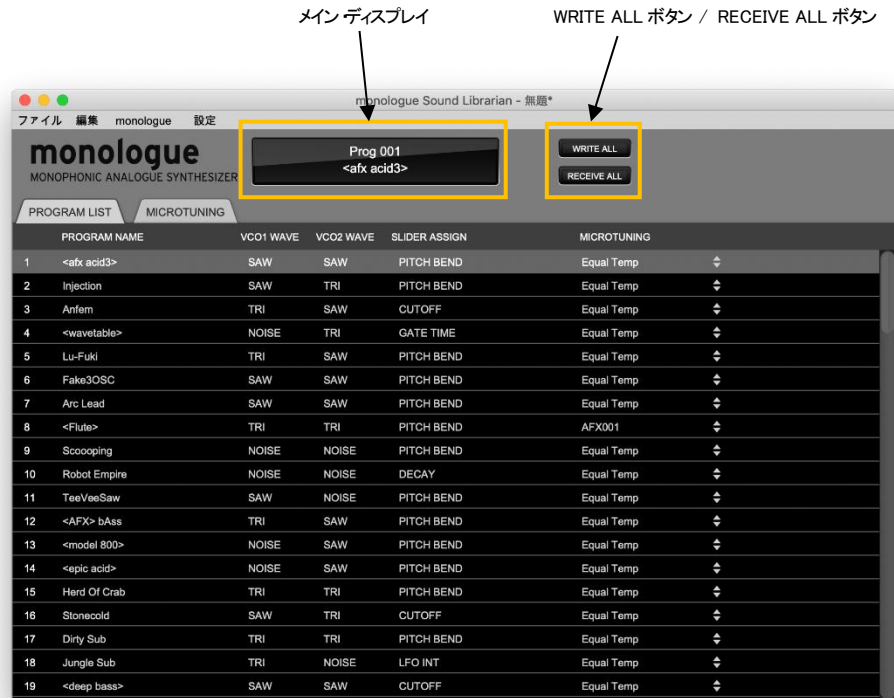 メイン ディスプレイ
WRITE ALL ボタン / RECEIVE ALL ボタン
monologue Sound Librarian - 無題*
ファイル 編集 monologue 設定
monologue
MONOPHONIC ANALOGUE SYNTHESIZER
Prog 001
<afx acid3>
WRITE ALL
RECEIVE ALL
PROGRAM LIST MICROTUNING
PROGRAM NAME VCO1 WAVE VCO2 WAVE SLIDER ASSIGN MICROTUNING
1 <afx acid3> SAW SAW PITCH BEND Equal Temp
2 Injection SAW TRI PITCH BEND Equal Temp
3 Anfem TRI SAW CUTOFF Equal Temp
4 <wavetable> NOISE TRI GATE TIME Equal Temp
5 Lu-Fuki TRI SAW PITCH BEND Equal Temp
6 Fake3OSC SAW SAW PITCH BEND Equal Temp
7 Arc Lead SAW SAW PITCH BEND Equal Temp
8 <Flute> TRI TRI PITCH BEND AFX001
9 Scoooping NOISE NOISE PITCH BEND Equal Temp
10 Robot Empire NOISE NOISE DECAY Equal Temp
11 TeeVeeSaw SAW NOISE PITCH BEND Equal Temp
12 <AFX> bAss TRI SAW PITCH BEND Equal Temp
13 <model 800> NOISE SAW PITCH BEND Equal Temp
14 <epic acid> NOISE SAW PITCH BEND Equal Temp
15 Herd Of Crab TRI TRI PITCH BEND Equal Temp
16 Stonecold SAW TRI CUTOFF Equal Temp
17 Dirty Sub TRI TRI PITCH BEND Equal Temp
18 Jungle Sub TRI NOISE LFO INT Equal Temp
19 <deep bass> SAW SAW CUTOFF Equal Temp